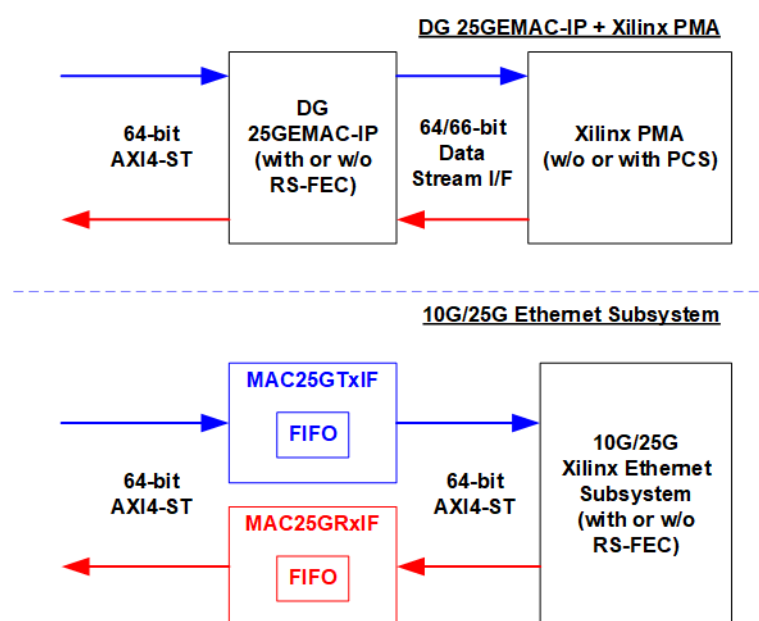 DG 25GEMAC-IP + Xilinx PMA
64-bit
AXI4-ST
DG
25GEMAC-IP
(with or w/o
RS-FEC)
64/66-bit
Data
Stream I/F
Xilinx PMA
(w/o or with PCS)
10G/25G Ethernet Subsystem
64-bit
AXI4-ST
MAC25GTxIF
FIFO
MAC25GRxIF
FIFO
64-bit
AXI4-ST
10G/25G
Xilinx Ethernet
Subsystem
(with or w/o
RS-FEC)